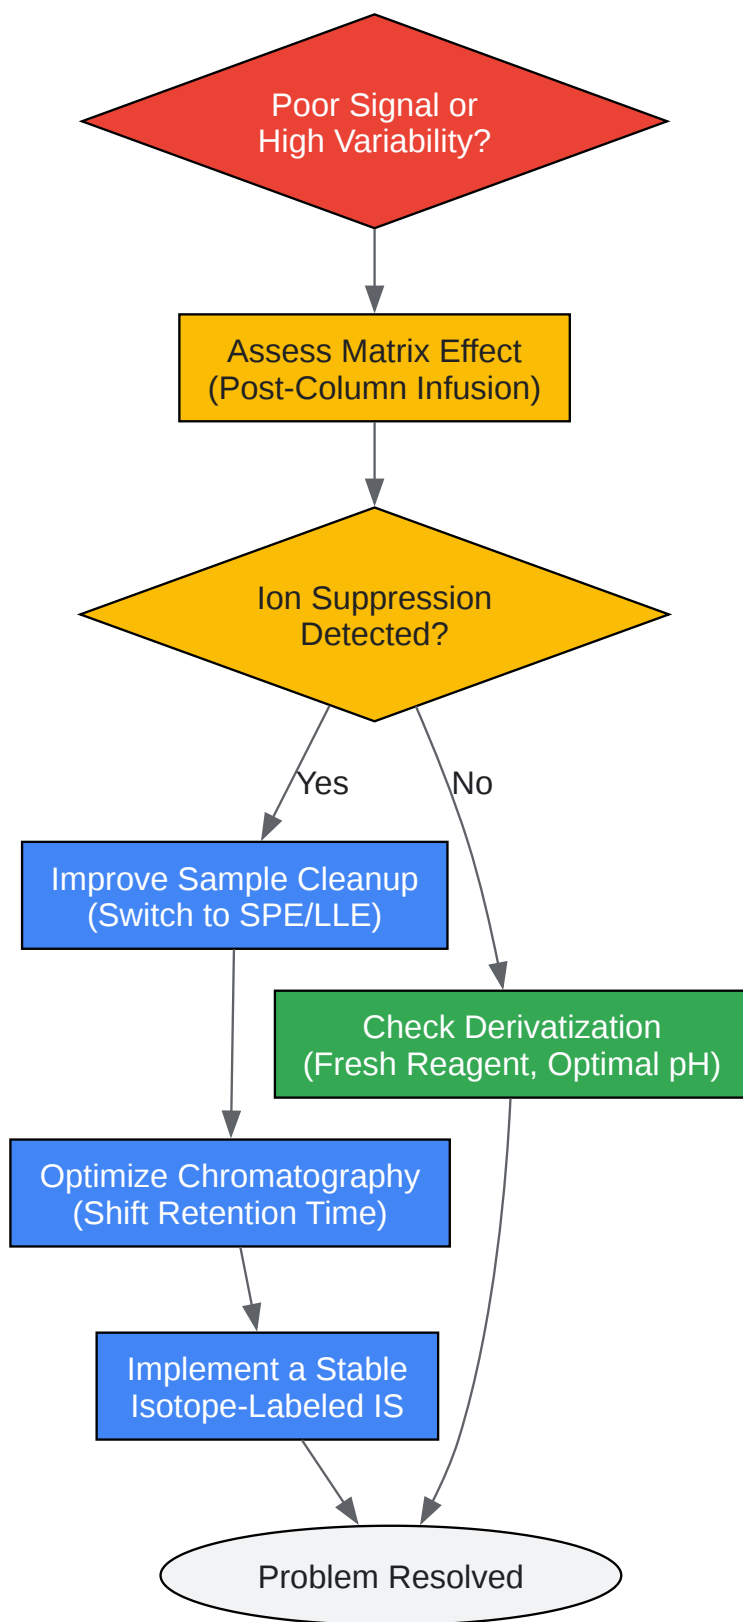 Poor Signal or
High Variability?
Assess Matrix Effect
(Post-Column Infusion)
Ion Suppression
Detected?
Yes
No
Improve Sample Cleanup
(Switch to SPE/LLE)
Check Derivatization
(Fresh Reagent, Optimal pH)
Optimize Chromatography
(Shift Retention Time)
Implement a Stable
Isotope-Labeled IS
Problem Resolved